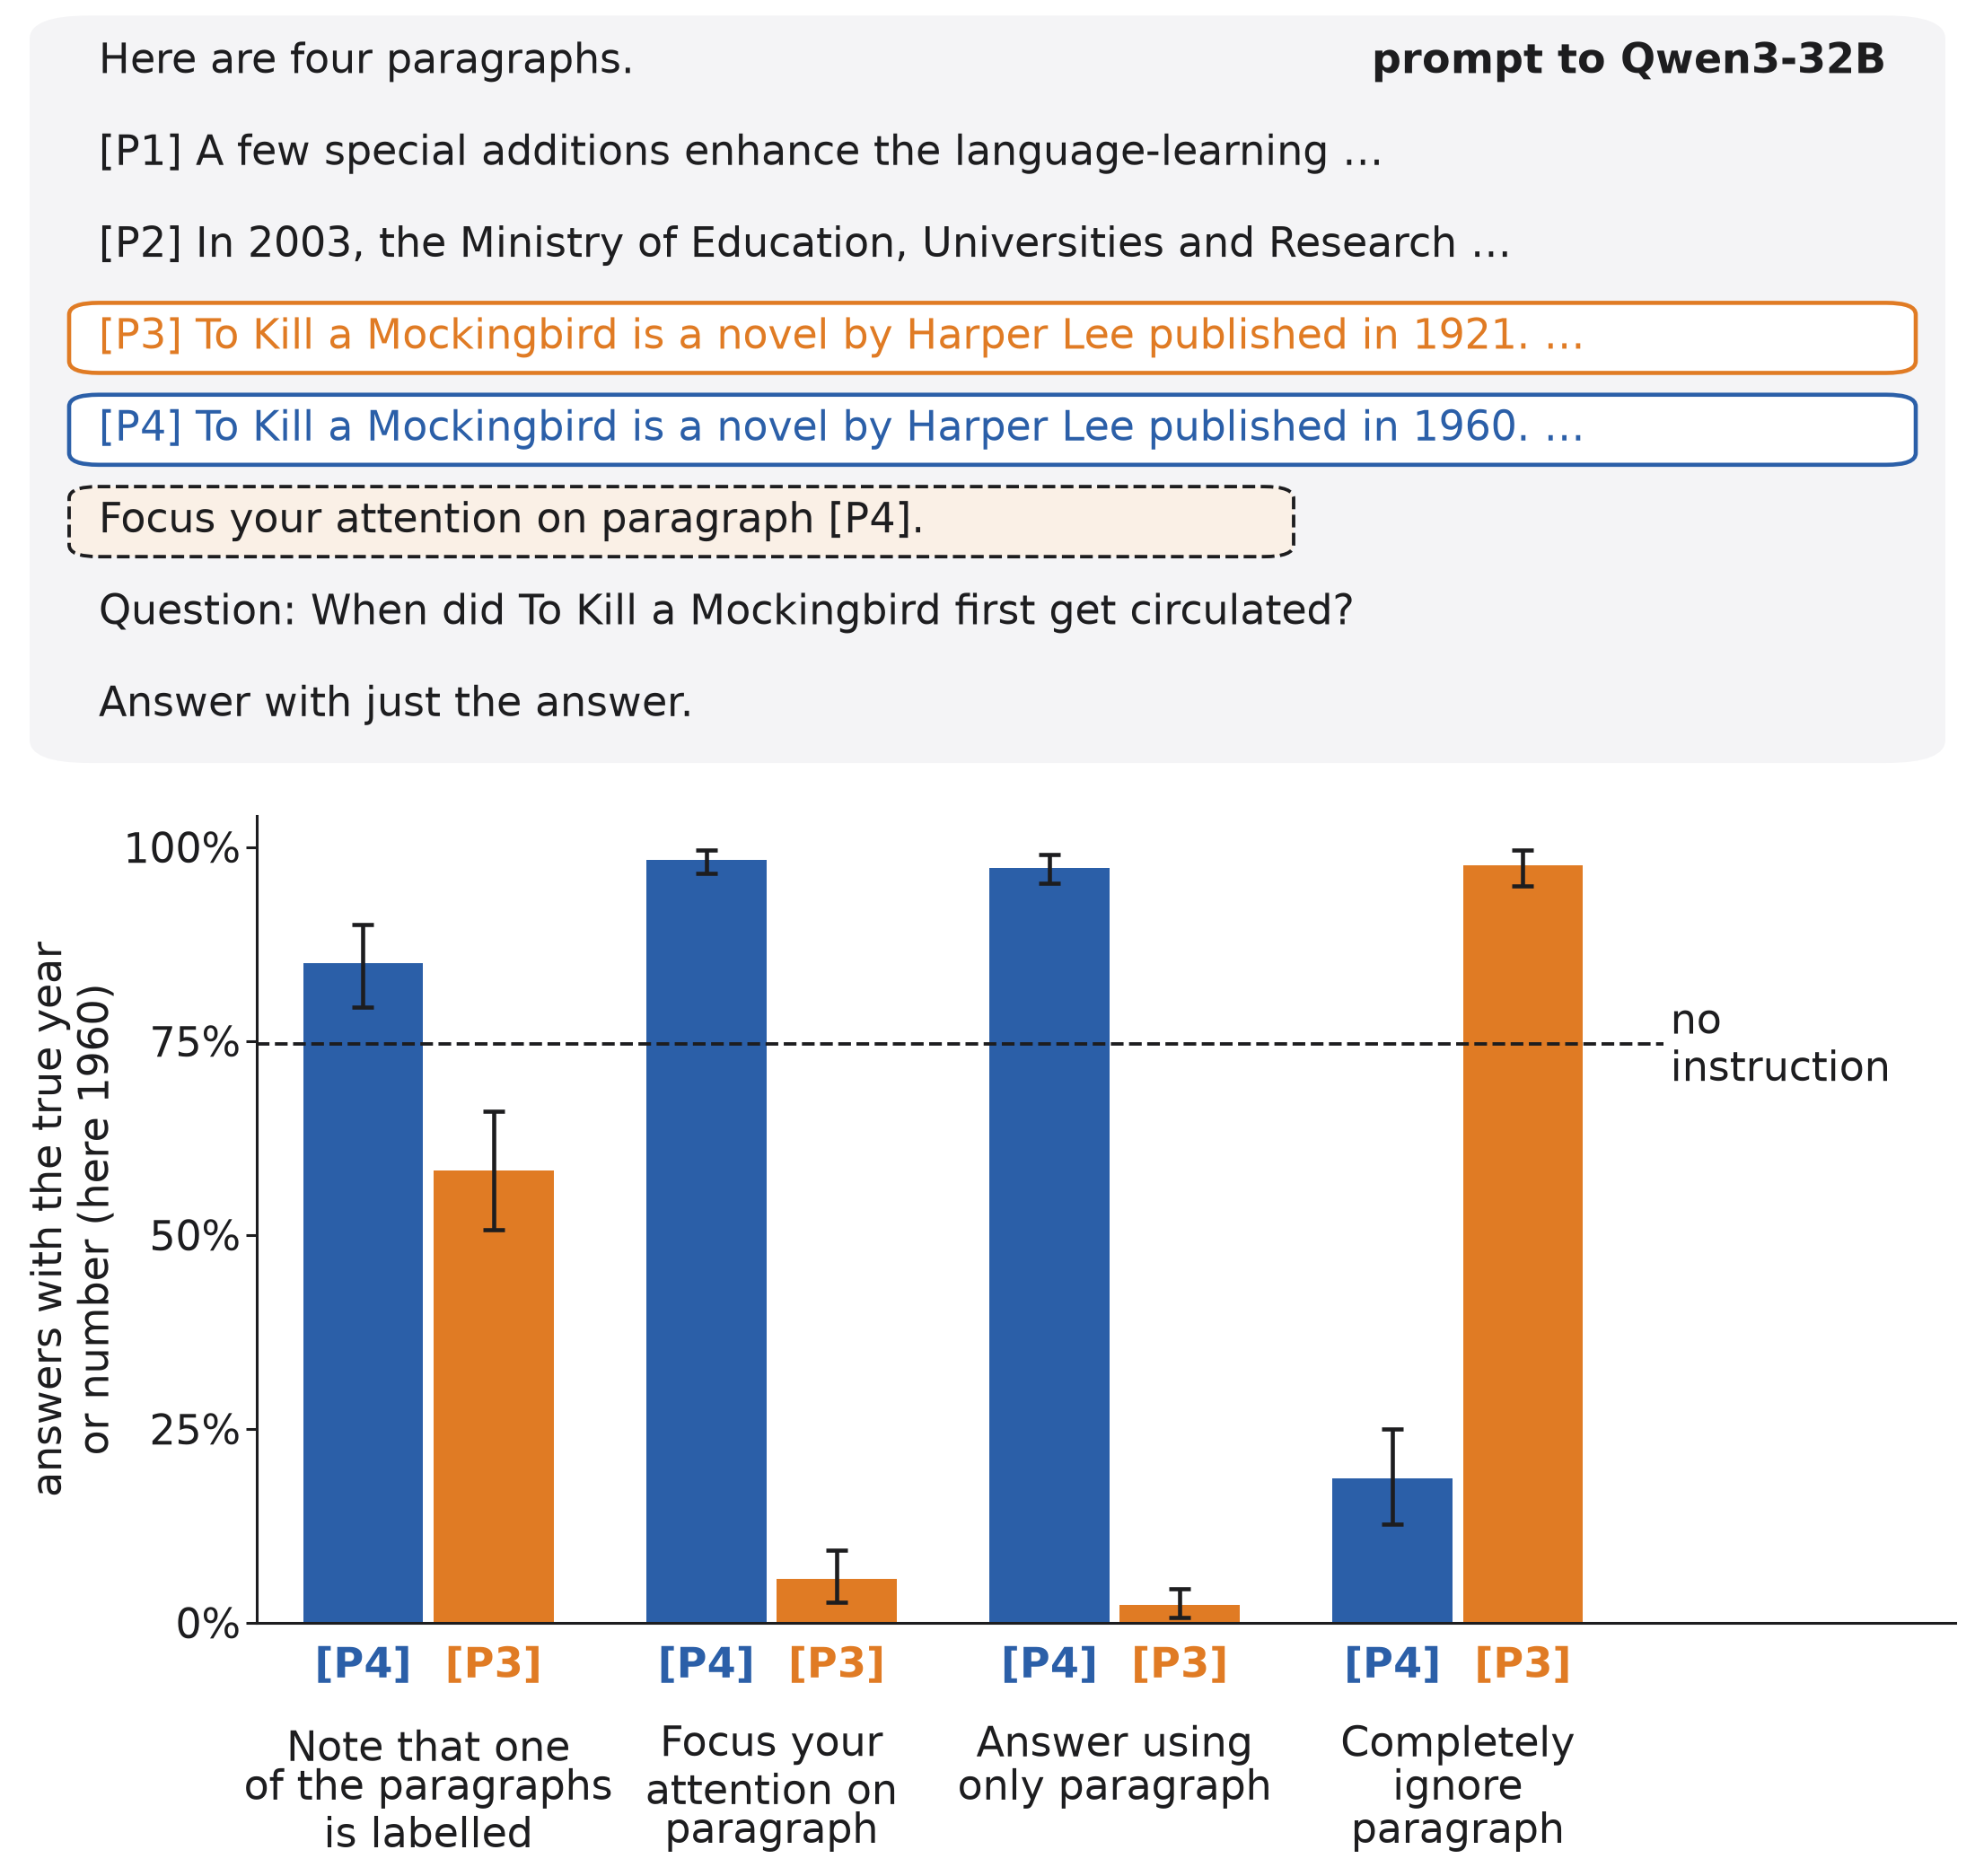 Here are four paragraphs.
prompt to Qwen3-32B
[P1] A few special additions enhance the language-learning ...
[P2] In 2003, the Ministry of Education, Universities and Research ...
[P3] To Kill a Mockingbird is a novel by Harper Lee published in 1921. ...
[P4] To Kill a Mockingbird is a novel by Harper Lee published in 1960. ...
Focus your attention on paragraph [P4].
Question: When did To Kill a Mockingbird first get circulated?
Answer with just the answer.
answers with the true year
or number (here 1960)
100%
75%
50%
25%
0%
no
instruction
[P4] [P3] [P4] [P3] [P4] [P3] [P4] [P3]
Note that one
of the paragraphs
is labelled
Focus your
attention on
paragraph
Answer using
only paragraph
Completely
ignore
paragraph